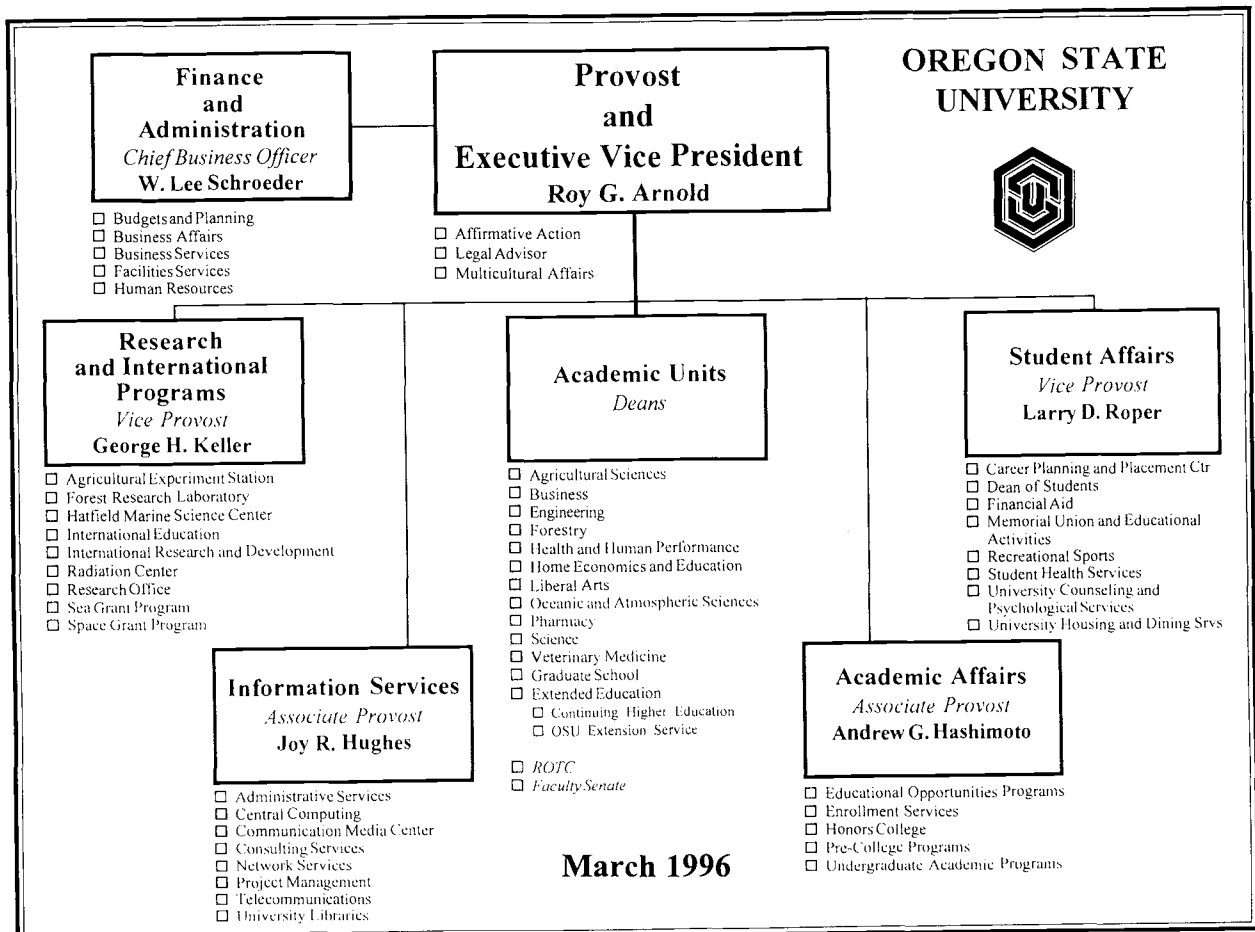 OREGON STATE
UNIVERSITY
Finance
and
Administration
Chief Business Officer
W. Lee Schroeder
☐ Budgets and Planning
☐ Business Affairs
☐ Business Services
☐ Facilities Services
☐ Human Resources
Provost
and
Executive Vice President
Roy G. Arnold
☐ Affirmative Action
☐ Legal Advisor
☐ Multicultural Affairs
Research
and International
Programs
Vice Provost
George H. Keller
☐ Agricultural Experiment Station
☐ Forest Research Laboratory
☐ Hatfield Marine Science Center
☐ International Education
☐ International Research and Development
☐ Radiation Center
☐ Research Office
☐ Sea Grant Program
☐ Space Grant Program
Academic Units
Deans
☐ Agricultural Sciences
☐ Business
☐ Engineering
☐ Forestry
☐ Health and Human Performance
☐ Home Economics and Education
☐ Liberal Arts
☐ Oceanic and Atmospheric Sciences
☐ Pharmacy
☐ Science
☐ Veterinary Medicine
☐ Graduate School
☐ Extended Education
☐ Continuing Higher Education
☐ OSU Extension Service
☐ ROTC
☐ Faculty Senate
Student Affairs
Vice Provost
Larry D. Roper
☐ Career Planning and Placement Ctr
☐ Dean of Students
☐ Financial Aid
☐ Memorial Union and Educational
Activities
☐ Recreational Sports
☐ Student Health Services
☐ University Counseling and
Psychological Services
☐ University Housing and Dining Srvs
Information Services
Associate Provost
Joy R. Hughes
☐ Administrative Services
☐ Central Computing
☐ Communication Media Center
☐ Consulting Services
☐ Network Services
☐ Project Management
☐ Telecommunications
☐ University Libraries
Academic Affairs
Associate Provost
Andrew G. Hashimoto
☐ Educational Opportunities Programs
☐ Enrollment Services
☐ Honors College
☐ Pre-College Programs
☐ Undergraduate Academic Programs
March 1996